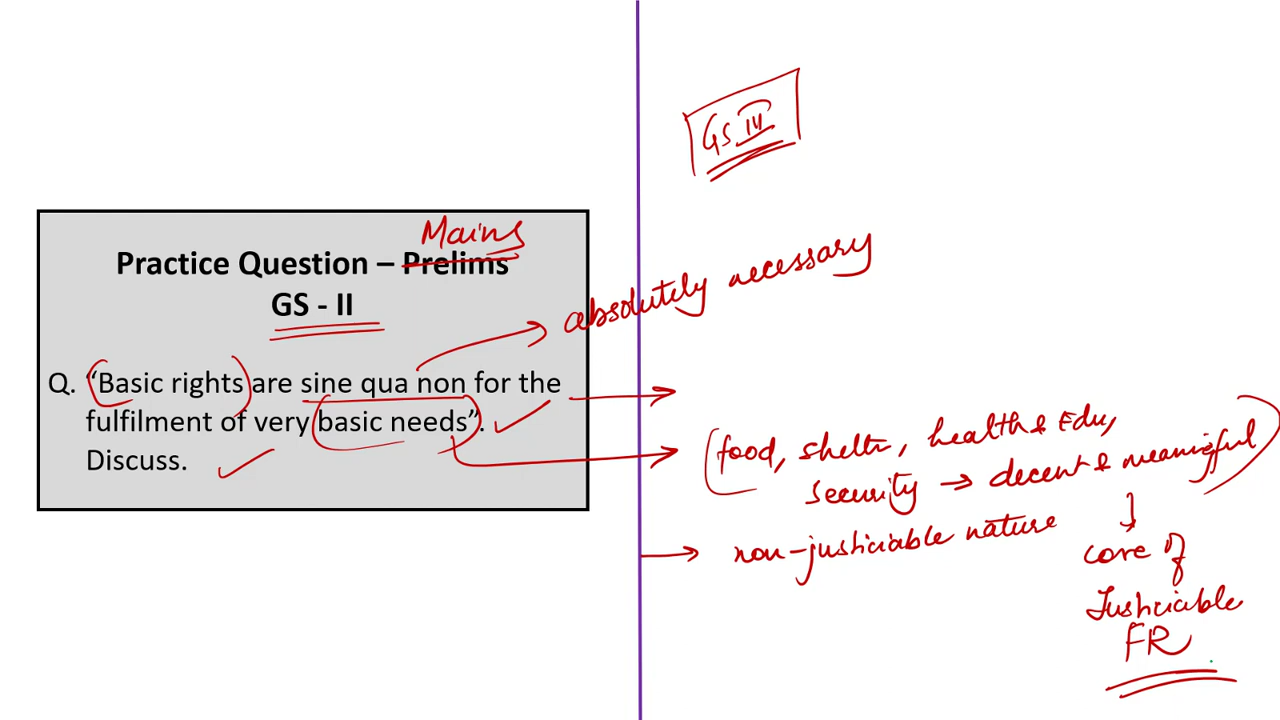 GS IV
Mains
Practice Question – Prelims
GS - II
absolutely necessary
Q. “Basic rights are sine qua non for the
fulfilment of very basic needs”.
Discuss.
food, shelter, health & Edu,
security → decent & meaningful
non-justiciable nature
core of
Justiciable
FR